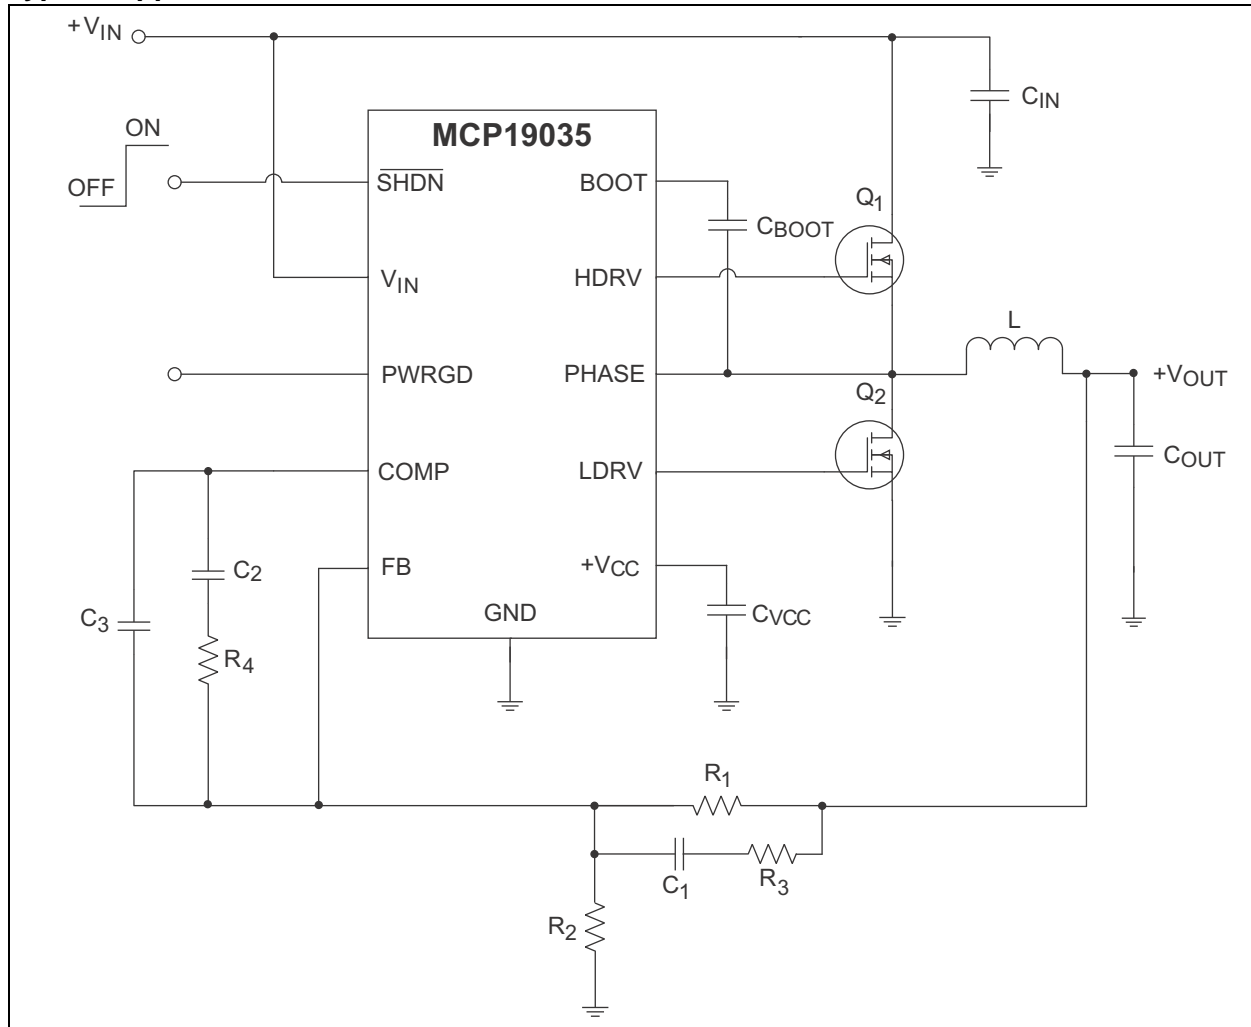 +VIN
CIN
MCP19035
ON
OFF
SHDN
BOOT
Q1
CBOOT
VIN
HDRV
L
PWRGD
PHASE
+VOUT
Q2
COMP
LDRV
COUT
C2
FB
+VCC
C3
GND
CVCC
R4
R1
C1
R3
R2